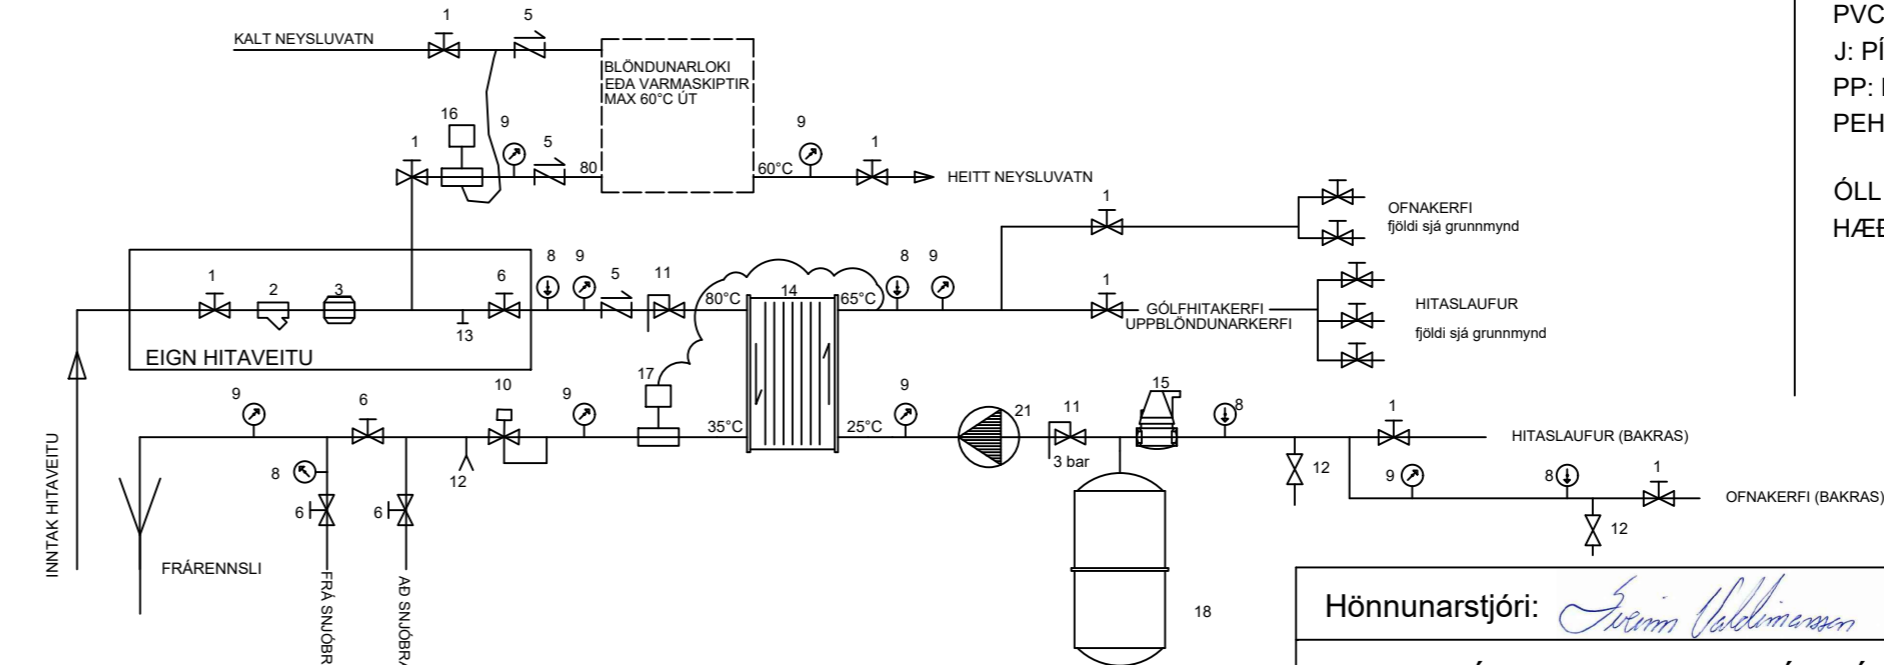 1
5
KALT NEYSLUVATN
BLÖNDUNARLOKI
EÐA VARMASKIPTIR
MAX 60°C ÚT
16
9
1
5
80
60°C
9
1
HEITT NEYSLUVATN
1
OFNAKERFI
fjöldi sjá grunnmynd
1
2
3
6
13
EIGN HITAVEITU
8
9
5
11
80°C
14
65°C
8
9
1
GÓLFHITAKERFI
UPPBLÖNDUNARKERFI
HITASLAUFUR
fjöldi sjá grunnmynd
9
6
10
9
17
35°C
25°C
9
21
11
3 bar
15
8
1
HITASLAUFUR (BAKRAS)
8
12
12
9
8
1
OFNAKERFI (BAKRAS)
6
6
12
18
INNTAK HITAVEITU
FRÁRENNSLI
FRÁ SNJÓBR
AÐ SNJÓBRÆ
PVC
J: PÍ
PP:
PEH
ÓLL
HÆÐ
Hönnunarstjóri: Sveinn Valdimarsson